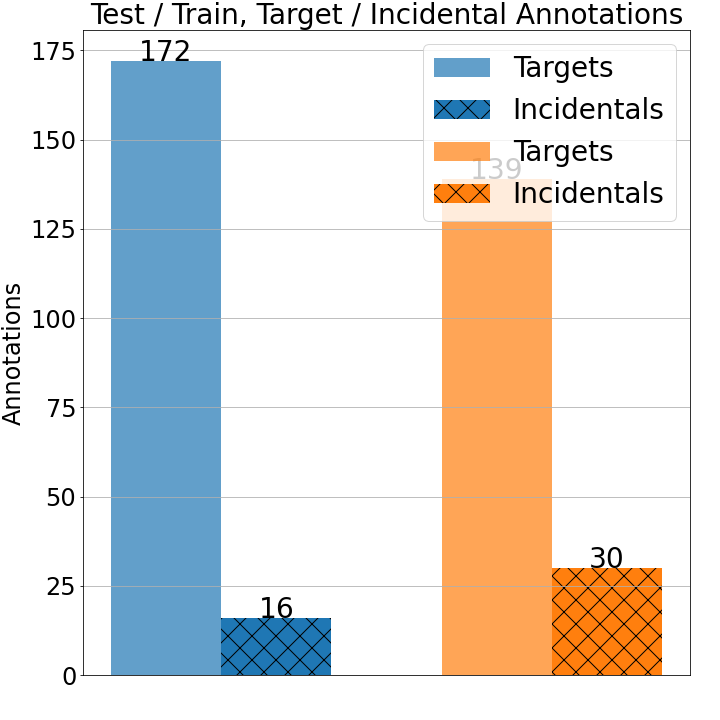 Test / Train, Target / Incidental Annotations
Annotations
175
150
125
100
75
50
25
0
172
16
139
30
Targets
Incidentals
Targets
Incidentals